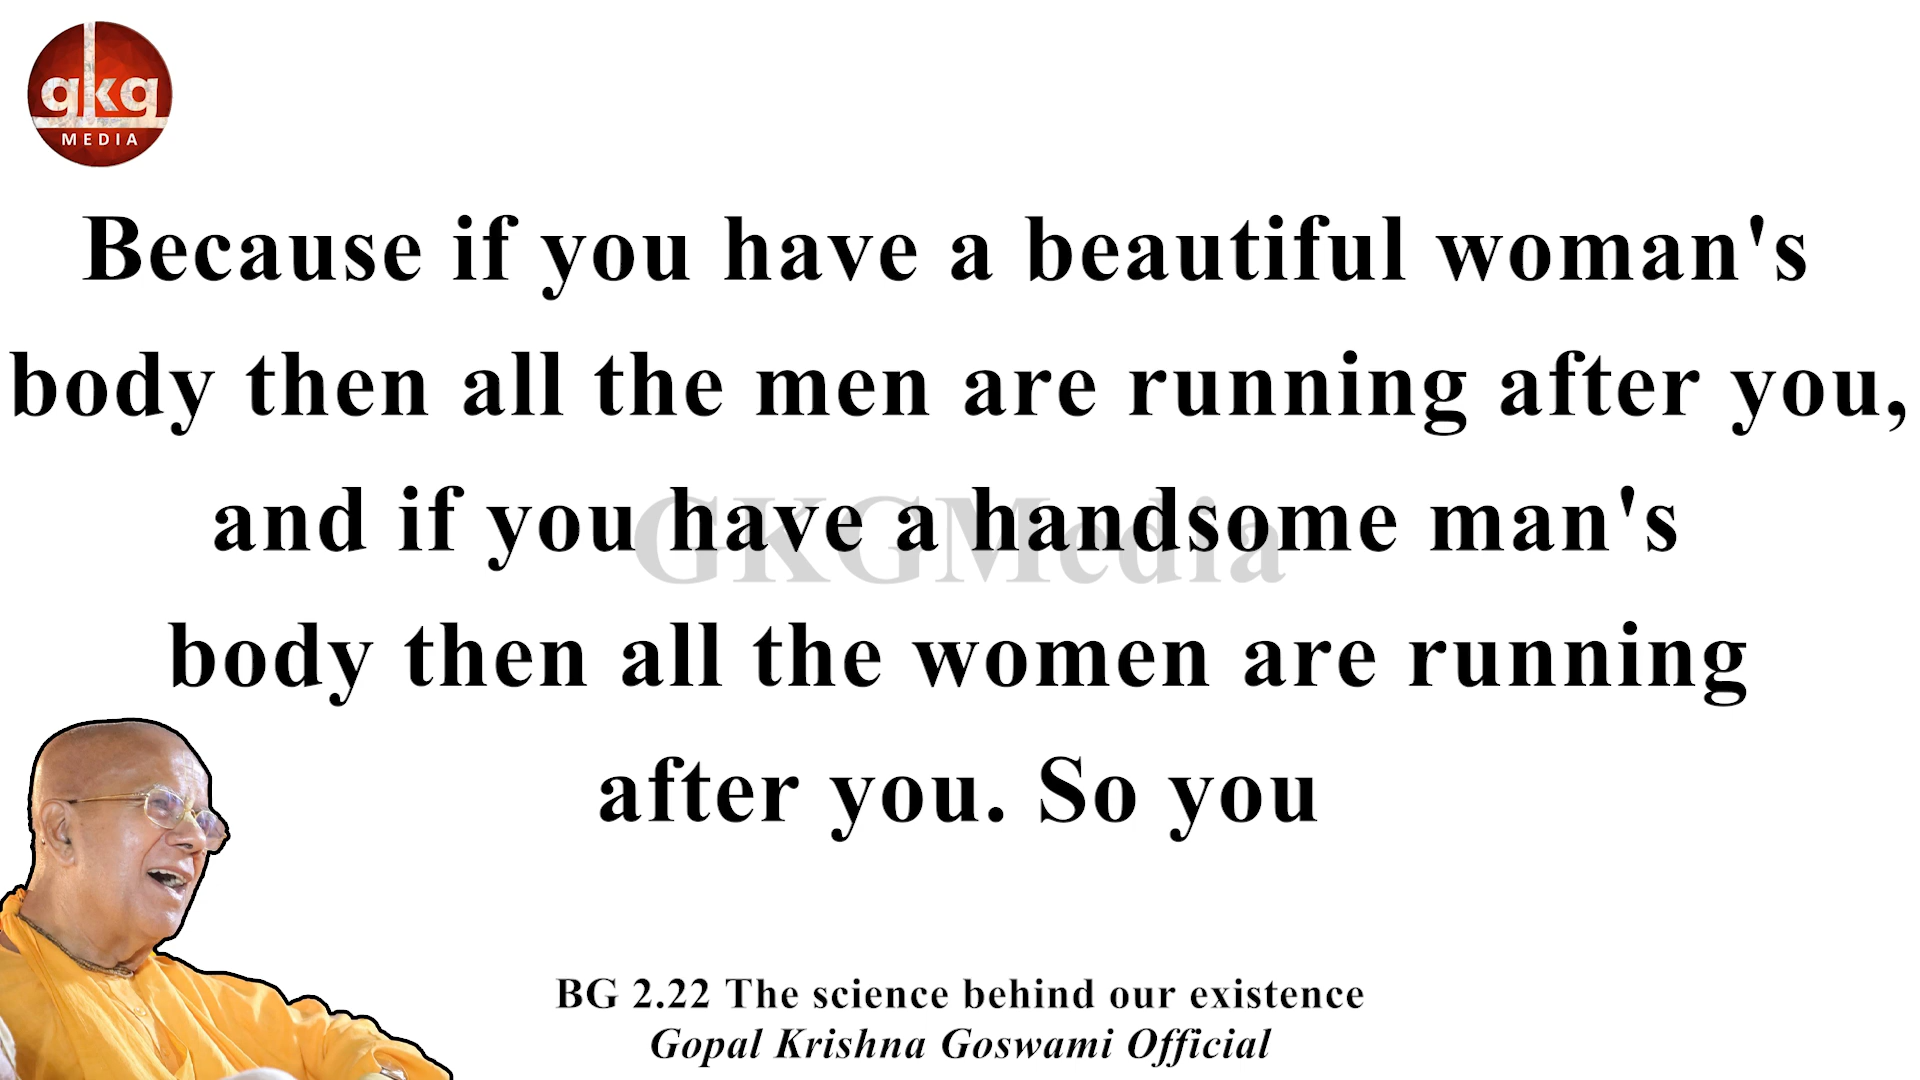 gkg
MEDIA
Because if you have a beautiful woman's
body then all the men are running after you,
and if you have a handsome man's
GKGMedia
body then all the women are running
after you. So you
BG 2.22 The science behind our existence
Gopal Krishna Goswami Official